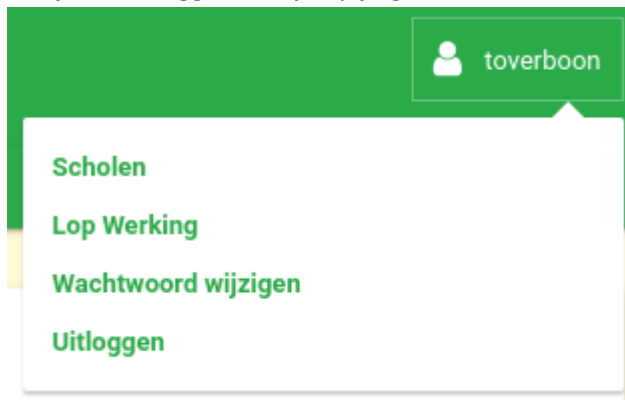 toverboon
Scholen
Lop Werking
Wachtwoord wijzigen
Uitloggen